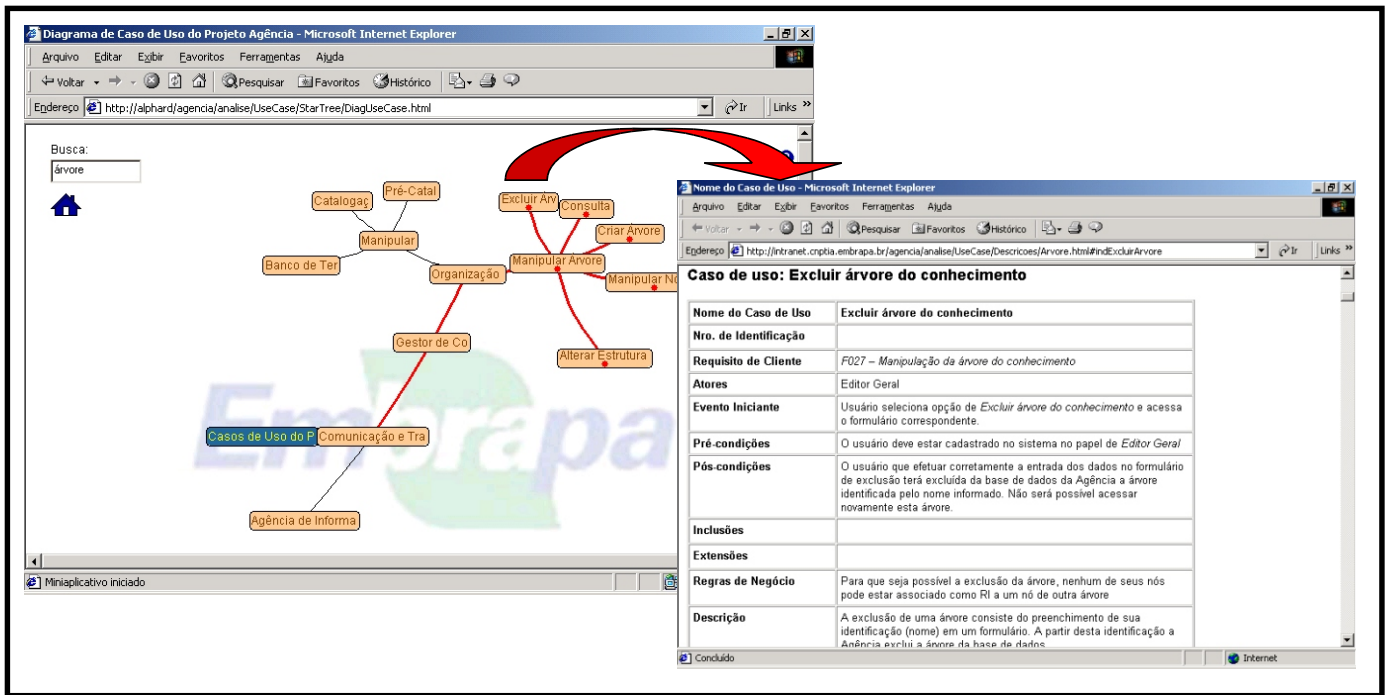 Diagrama de Caso de Uso do Projeto Agência - Microsoft Internet Explorer
Arquivo Editar Exibir Favoritos Ferramentas Ajuda
Voltar Pesquisar Favoritos Histórico
Endereço http://alphard/agencia/analise/UseCase/StarTree/DiagUseCase.html Ir Links »
Busca:
árvore
Catalogaç
Pré-Catal
Manipular
Banco de Ter
Organização
Excluir Árv
Consulta
Criar Árvore
Manipular Árvore
Manipular Nó
Alterar Estrutura
Gestor de Co
Casos de Uso do P
Comunicação e Tra
Agência de Informa
Embrapa
Miniaplicativo iniciado
Nome do Caso de Uso - Microsoft Internet Explorer
Arquivo Editar Exibir Favoritos Ferramentas Ajuda
Voltar Pesquisar Favoritos Histórico
Endereço http://intranet.cnptia.embrapa.br/agencia/analise/UseCase/Descricoes/Arvore.html#indExcluirArvore Ir Links »
Caso de uso: Excluir árvore do conhecimento
Nome do Caso de Uso Excluir árvore do conhecimento
Nro. de Identificação
Requisito de Cliente F027 – Manipulação da árvore do conhecimento
Atores Editor Geral
Evento Iniciante Usuário seleciona opção de Excluir árvore do conhecimento e acessa
o formulário correspondente.
Pré-condições O usuário deve estar cadastrado no sistema no papel de Editor Geral
Pós-condições O usuário que efetuar corretamente a entrada dos dados no formulário
de exclusão terá excluída da base de dados da Agência a árvore
identificada pelo nome informado. Não será possível acessar
novamente esta árvore.
Inclusões
Extensões
Regras de Negócio Para que seja possível a exclusão da árvore, nenhum de seus nós
pode estar associado como RI a um nó de outra árvore
Descrição A exclusão de uma árvore consiste do preenchimento de sua
identificação (nome) em um formulário. A partir desta identificação a
Agência exclui a árvore da base de dados
Concluído Internet